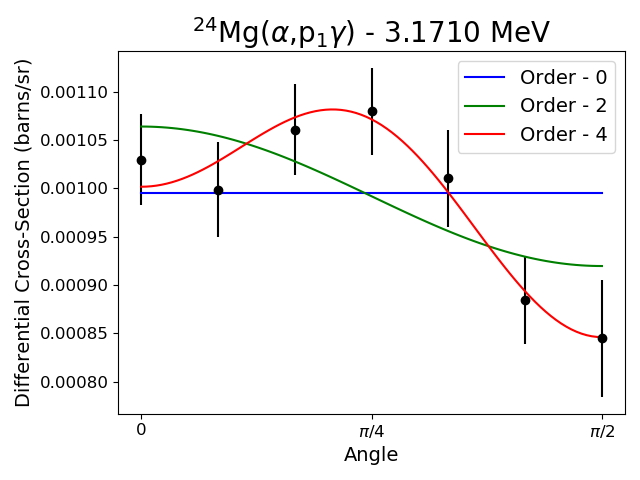 ²⁴Mg(α,p₁γ) - 3.1710 MeV
Differential Cross-Section (barns/sr)
0.00110
0.00105
0.00100
0.00095
0.00090
0.00085
0.00080
Order - 0
Order - 2
Order - 4
0
π/4
π/2
Angle